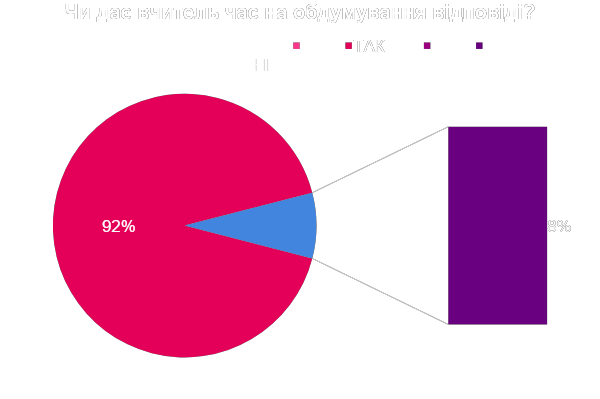 Чи дає вчитель час на обдумування відповіді?
ТАК
НІ
92%
8%